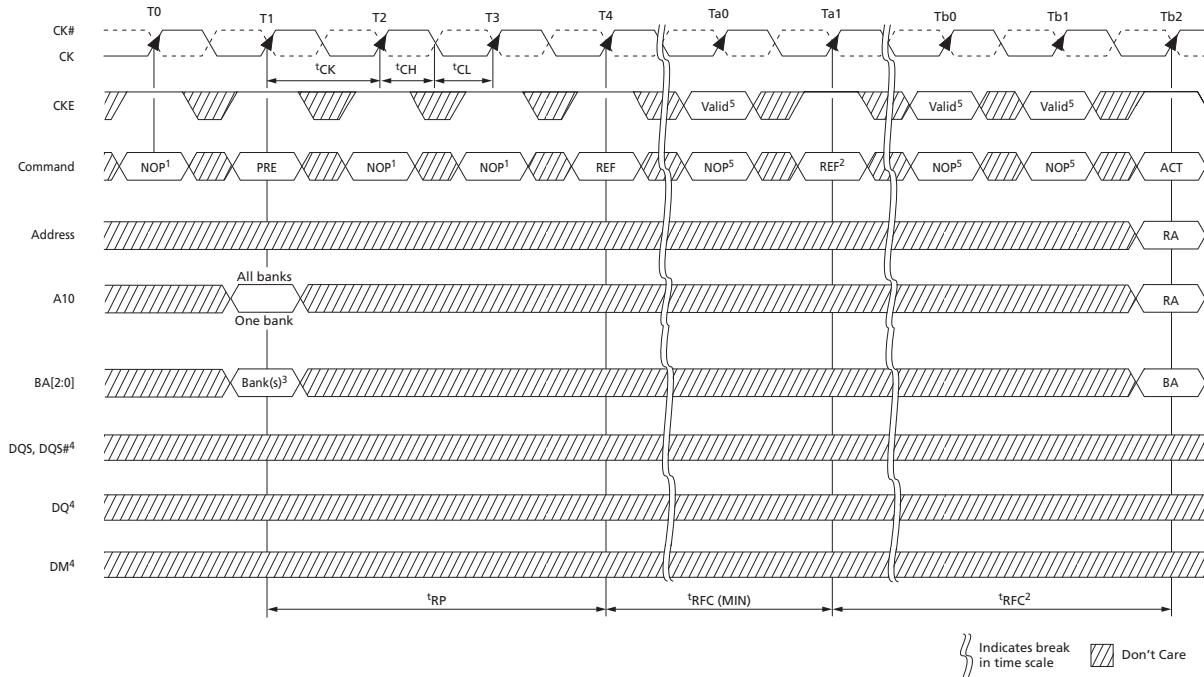 T0 T1 T2 T3 T4 Ta0 Ta1 Tb0 Tb1 Tb2
CK#
CK
tCK tCH tCL
CKE Valid5 Valid5 Valid5
Command NOP1 PRE NOP1 NOP1 REF NOP5 REF2 NOP5 NOP5 ACT
Address RA
All banks
A10 RA
One bank
BA[2:0] Bank(s)3 BA
DQS, DQS#4
DQ4
DM4
tRP tRFC (MIN) tRFC2
Indicates break
in time scale
Don't Care